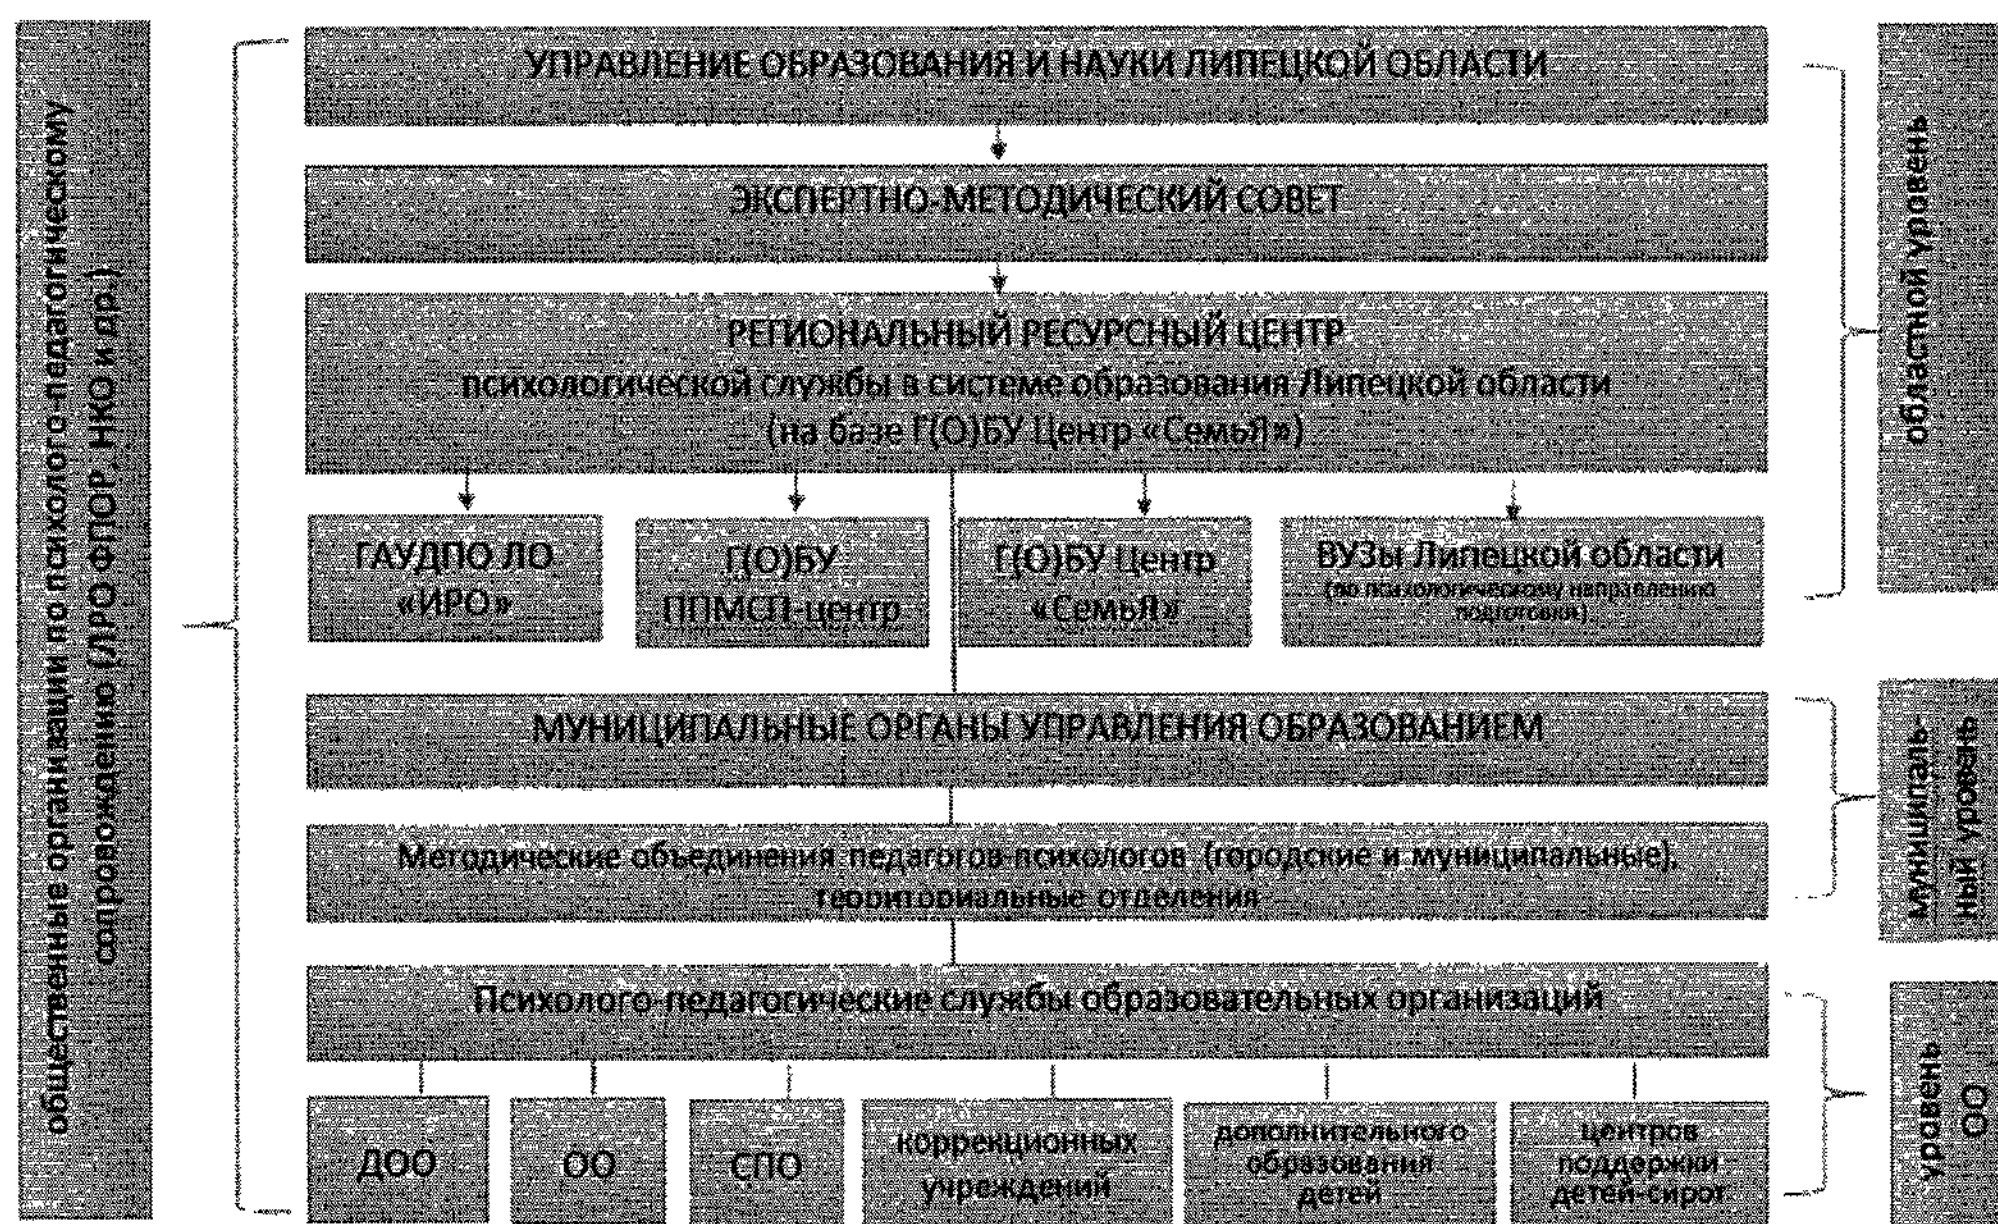 общественные организации по психолого-педагогическому
сопровождению (ЛРО ФПОР, НКО и др.)
УПРАВЛЕНИЕ ОБРАЗОВАНИЯ И НАУКИ ЛИПЕЦКОЙ ОБЛАСТИ
ЭКСПЕРТНО-МЕТОДИЧЕСКИЙ СОВЕТ
РЕГИОНАЛЬНЫЙ РЕСУРСНЫЙ ЦЕНТР
психологической службы в системе образования Липецкой области
(на базе Г(О)БУ Центр «СемьЯ»)
ГАУДПО ЛО
«ИРО»
Г(О)БУ
ППМСП-центр
Г(О)БУ Центр
«СемьЯ»
ВУЗы Липецкой области
(по психологическому направлению
подготовки)
областной уровень
МУНИЦИПАЛЬНЫЕ ОРГАНЫ УПРАВЛЕНИЯ ОБРАЗОВАНИЕМ
Методические объединения педагогов-психологов (городские и муниципальные),
территориальные отделения
муниципаль-
ный уровень
Психолого-педагогические службы образовательных организаций
ДОО
ОО
СПО
коррекционных
учреждений
дополнительного
образования
детей
центров
поддержки
детей-сирот
уровень
ОО